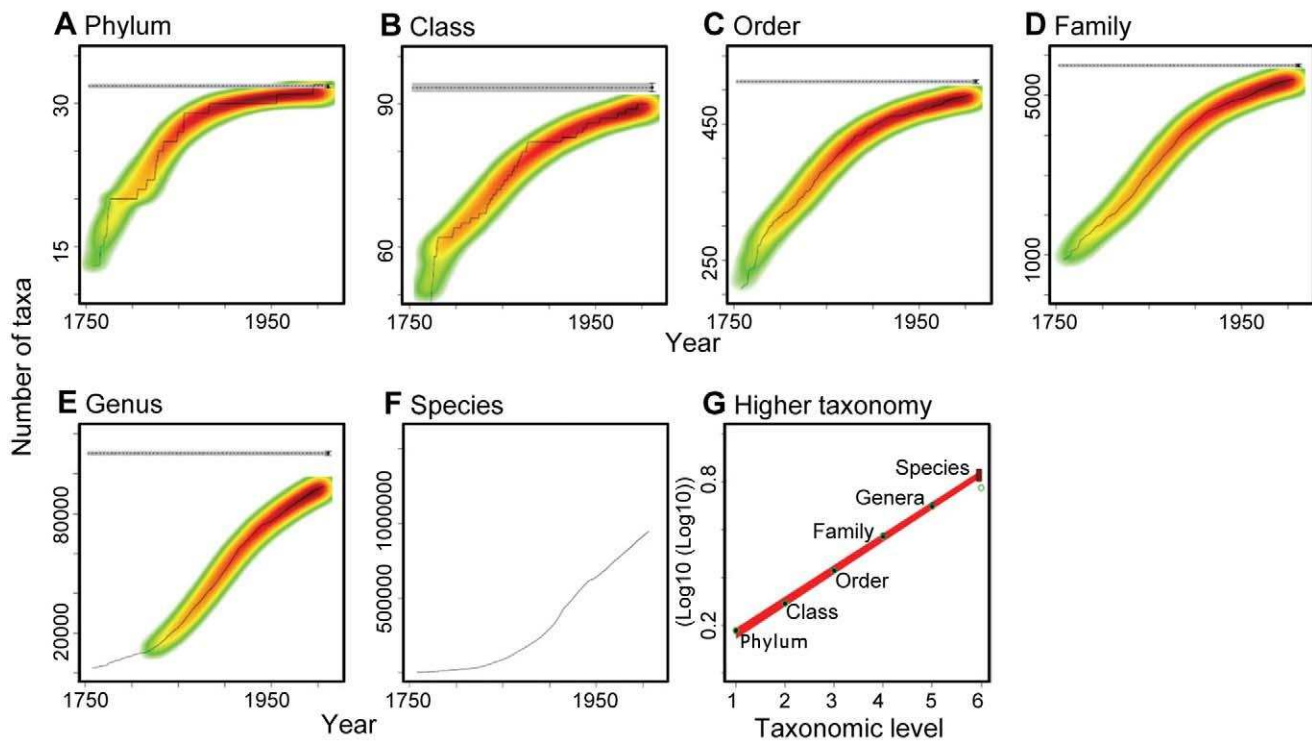 A Phylum
B Class
C Order
D Family
30
15
1750
1950
90
60
1750
1950
450
250
1750
1950
5000
1000
1750
1950
Number of taxa
Year
E Genus
F Species
G Higher taxonomy
80000
20000
1750
1950
1000000
500000
1750
1950
(Log10 (Log10))
0.8
0.2
Species
Genera
Family
Order
Class
Phylum
1 2 3 4 5 6
Year
Taxonomic level